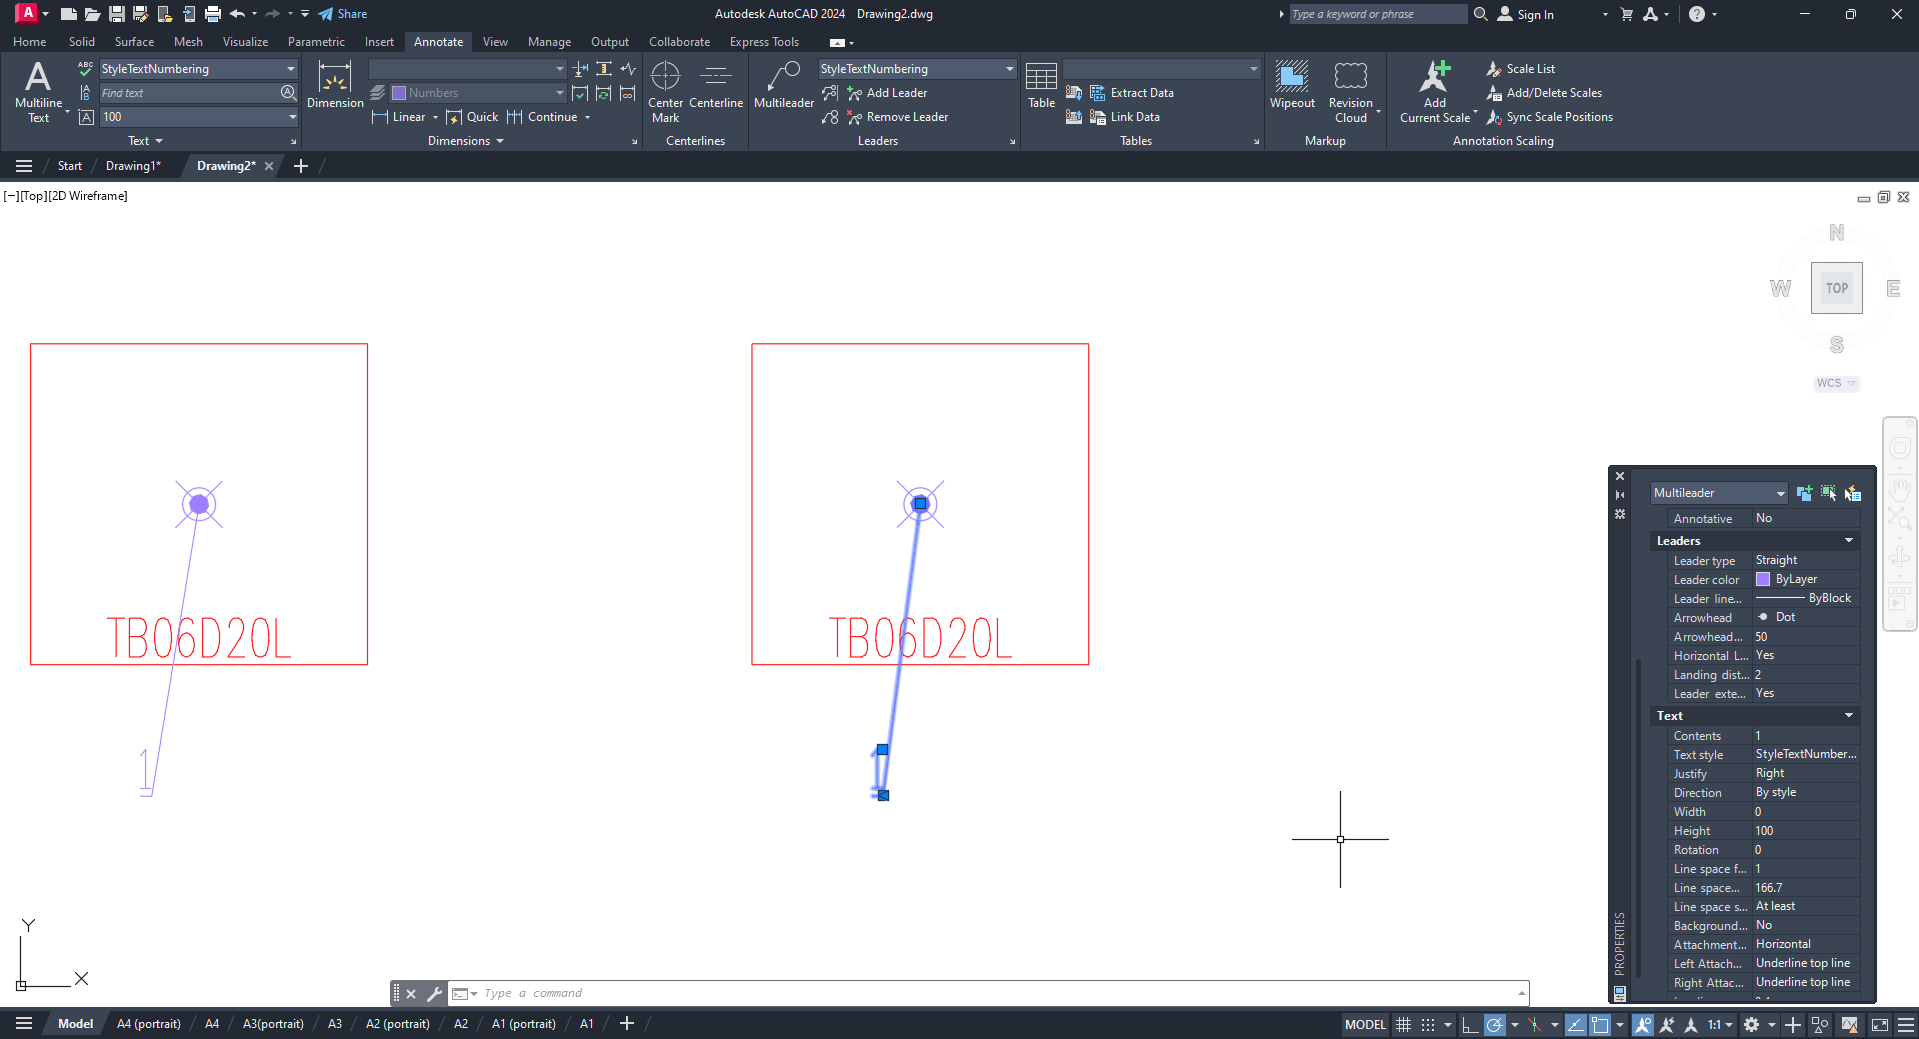 A Share Autodesk AutoCAD 2024 Drawing2.dwg Type a keyword or phrase Sign In
Home Solid Surface Mesh Visualize Parametric Insert Annotate View Manage Output Collaborate Express Tools
StyleTextNumbering
Find text
100
Multiline Text
Text
Dimension
Numbers
Linear Quick Continue
Dimensions
Center Mark
Centerline
Centerlines
Multileader
StyleTextNumbering
Add Leader
Remove Leader
Leaders
Table
Extract Data
Link Data
Tables
Wipeout
Revision Cloud
Markup
Add Current Scale
Scale List
Add/Delete Scales
Sync Scale Positions
Annotation Scaling
Start Drawing1* Drawing2*
[−][Top][2D Wireframe]
N
W TOP E
S
WCS
TB06D20L
1
TB06D20L
1
Y
X
Multileader
Annotative No
Leaders
Leader type Straight
Leader color ByLayer
Leader line... ByBlock
Arrowhead Dot
Arrowhead... 50
Horizontal L... Yes
Landing dist... 2
Leader exte... Yes
Text
Contents 1
Text style StyleTextNumber...
Justify Right
Direction By style
Width 0
Height 100
Rotation 0
Line space f... 1
Line space... 166.7
Line space s... At least
Background... No
Attachment... Horizontal
Left Attach... Underline top line
Right Attac... Underline top line
PROPERTIES
Type a command
Model A4 (portrait) A4 A3(portrait) A3 A2 (portrait) A2 A1 (portrait) A1
MODEL 1:1